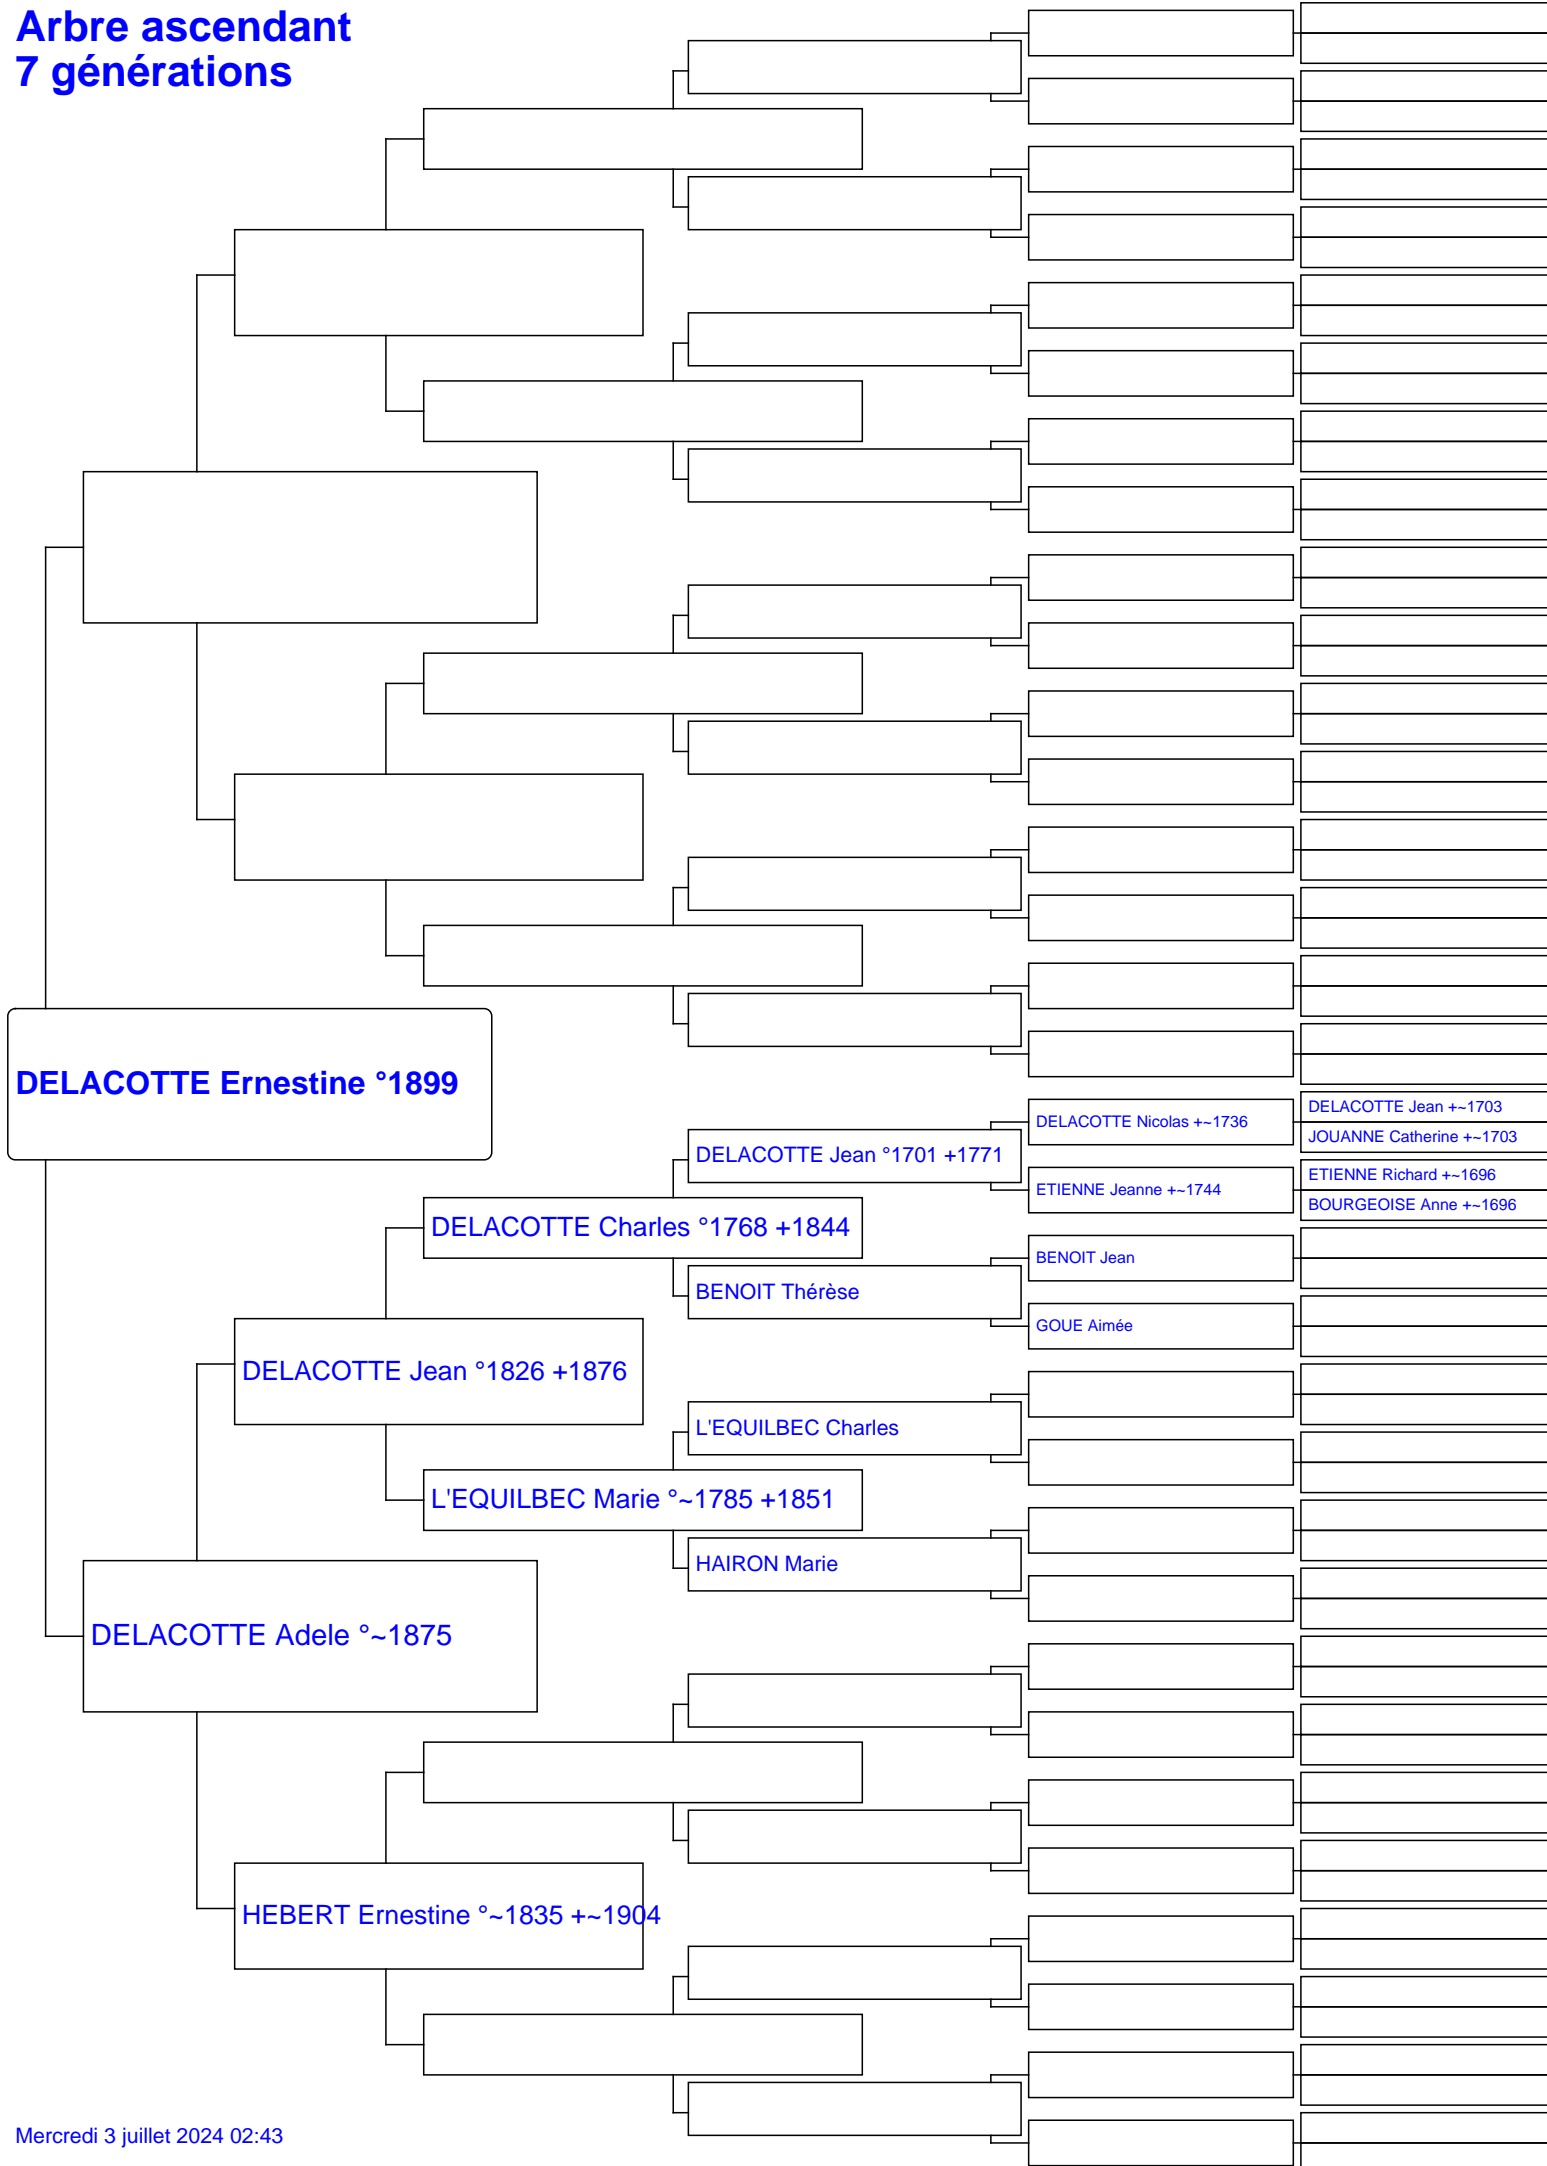 Arbre ascendant
7 générations
DELACOTTE Ernestine °1899
DELACOTTE Nicolas +~1736
DELACOTTE Jean +~1703
JOUANNE Catherine +~1703
DELACOTTE Jean °1701 +1771
ETIENNE Jeanne +~1744
ETIENNE Richard +~1696
BOURGEOISE Anne +~1696
DELACOTTE Charles °1768 +1844
BENOIT Jean
BENOIT Thérèse
GOUE Aimée
DELACOTTE Jean °1826 +1876
L'EQUILBEC Charles
L'EQUILBEC Marie °~1785 +1851
HAIRON Marie
DELACOTTE Adele °~1875
HEBERT Ernestine °~1835 +~1904
Mercredi 3 juillet 2024 02:43